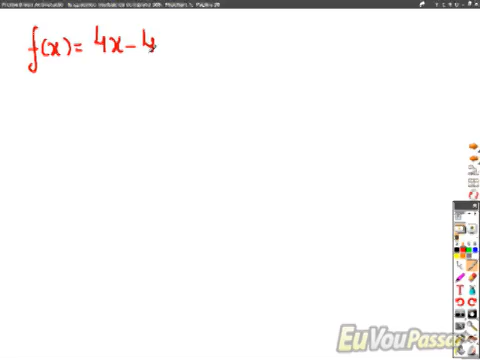 f(x) = 4x - 4
EuVouPassar